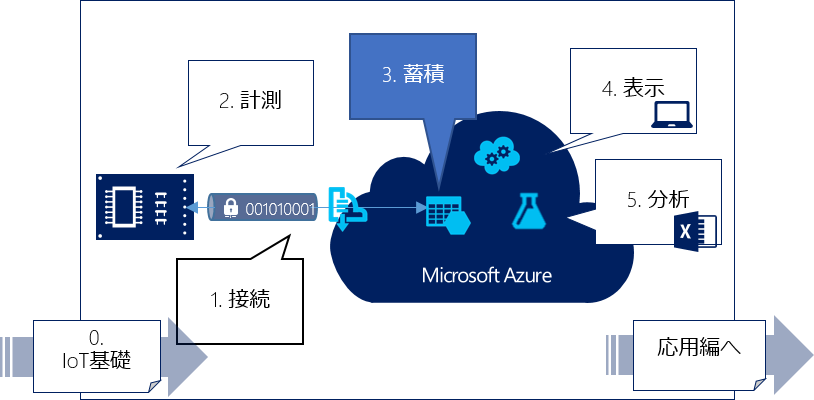 3. 蓄積
2. 計測
4. 表示
5. 分析
X
001010001
Microsoft Azure
1. 接続
0.
IoT基礎
応用編へ